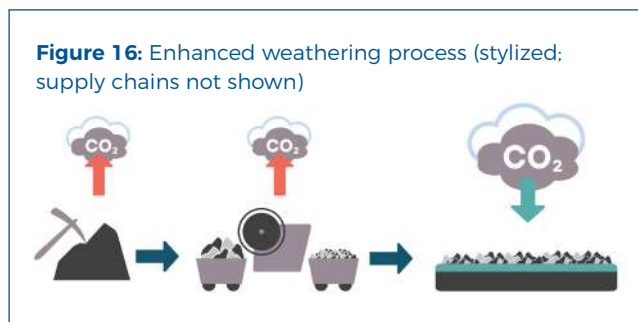 Figure 16: Enhanced weathering process (stylized;
supply chains not shown)
CO₂
CO₂
CO₂